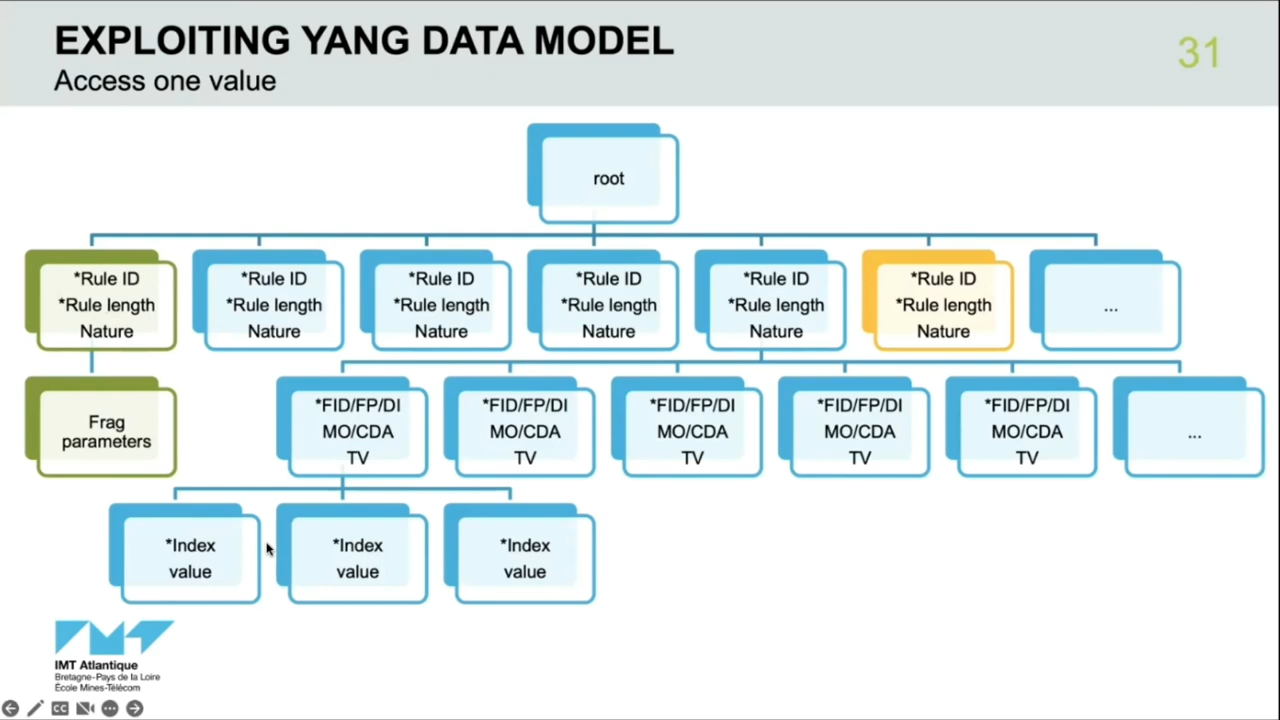 EXPLOITING YANG DATA MODEL
Access one value
31
root
*Rule ID
*Rule length
Nature
*Rule ID
*Rule length
Nature
*Rule ID
*Rule length
Nature
*Rule ID
*Rule length
Nature
*Rule ID
*Rule length
Nature
*Rule ID
*Rule length
Nature
...
Frag
parameters
*FID/FP/DI
MO/CDA
TV
*FID/FP/DI
MO/CDA
TV
*FID/FP/DI
MO/CDA
TV
*FID/FP/DI
MO/CDA
TV
*FID/FP/DI
MO/CDA
TV
...
*Index
value
*Index
value
*Index
value
IMT Atlantique
Bretagne-Pays de la Loire
École Mines-Télécom
CC